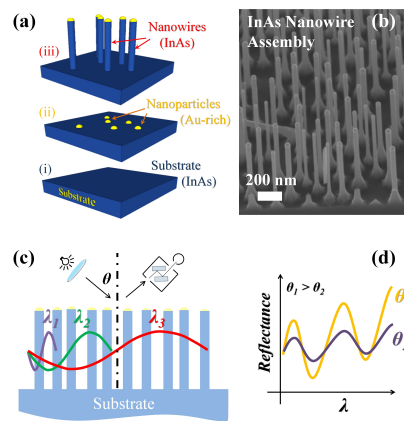 (a)
Nanowires
(InAs)
(iii)
Nanoparticles
(Au-rich)
(ii)
(i)
Substrate
(InAs)
Substrate
InAs Nanowire (b)
Assembly
200 nm
(c)
θ
λ1 λ2 λ3
Substrate
(d)
θ1 > θ2
θ
θ
Reflectance
λ